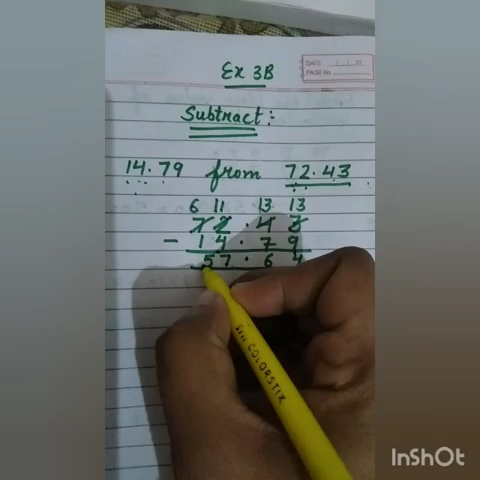 Ex 3B
DATE
PAGE No.
Subtract:-
14.79 from 72.43
6 11 13 13
72.43
- 14.79
57.64
COLORSTIX
InShOt